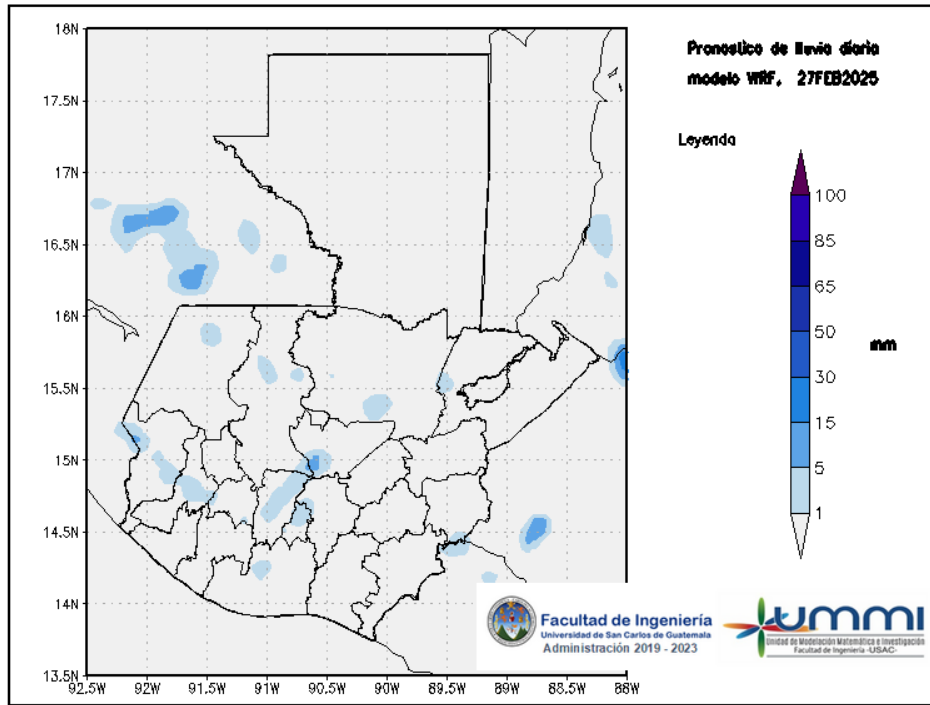 Pronostico de lluvia diaria
modelo WRF, 27FEB2025
Leyenda
100
85
65
50
mm
30
15
5
1
18N
17.5N
17N
16.5N
16N
15.5N
15N
14.5N
14N
13.5N
92.5W 92W 91.5W 91W 90.5W 90W 89.5W 89W 88.5W 88W
Facultad de Ingeniería
Universidad de San Carlos de Guatemala
Administración 2019 - 2023
ummi
Unidad de Modelación Matemática e Investigación
Facultad de Ingeniería -USAC-